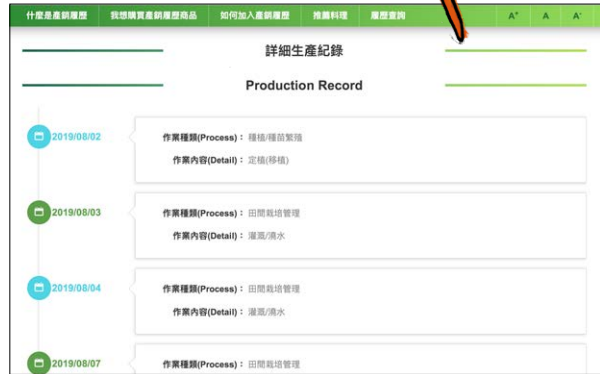 什麼是產銷履歷 我想購買產銷履歷商品 如何加入產銷履歷 推薦料理 履歷查詢 A+ A A-
詳細生產紀錄
Production Record
2019/08/02
作業種類(Process)：種植/種苗繁殖
作業內容(Detail)：定植(移植)
2019/08/03
作業種類(Process)：田間栽培管理
作業內容(Detail)：灌溉/澆水
2019/08/04
作業種類(Process)：田間栽培管理
作業內容(Detail)：灌溉/澆水
2019/08/07
作業種類(Process)：田間栽培管理